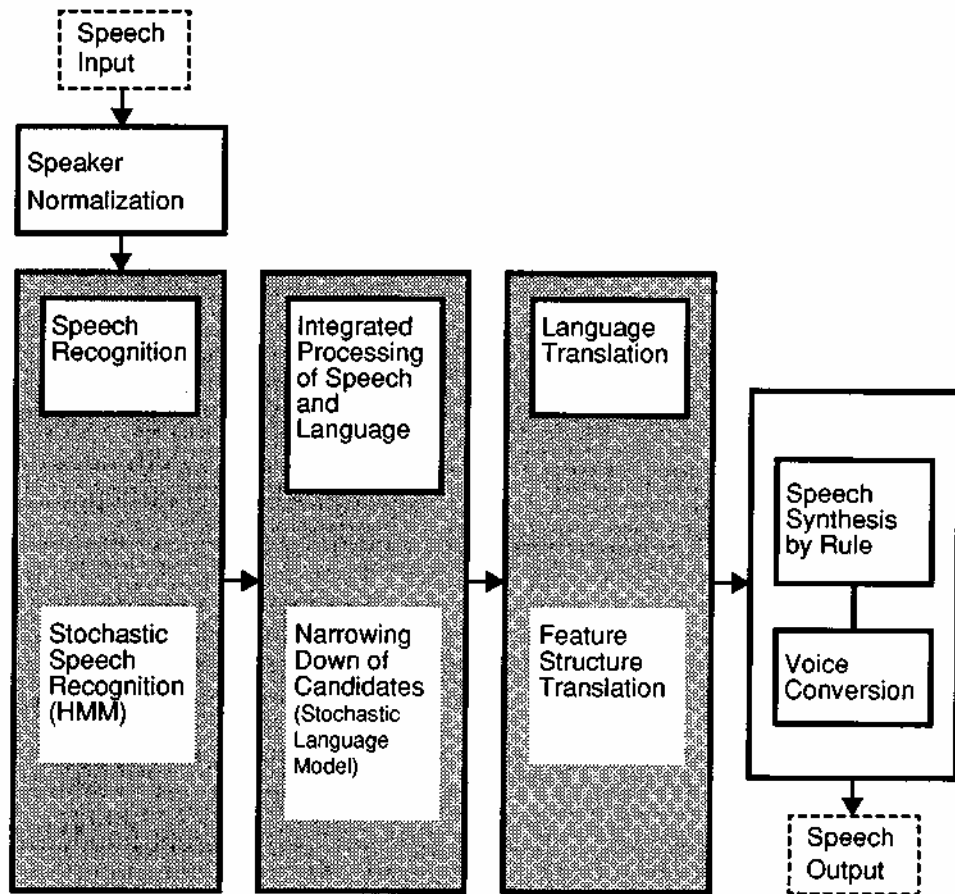 Speech
Input
Speaker
Normalization
Speech
Recognition
Stochastic
Speech
Recognition
(HMM)
Integrated
Processing
of Speech
and
Language
Narrowing
Down of
Candidates
(Stochastic
Language
Model)
Language
Translation
Feature
Structure
Translation
Speech
Synthesis
by Rule
Voice
Conversion
Speech
Output